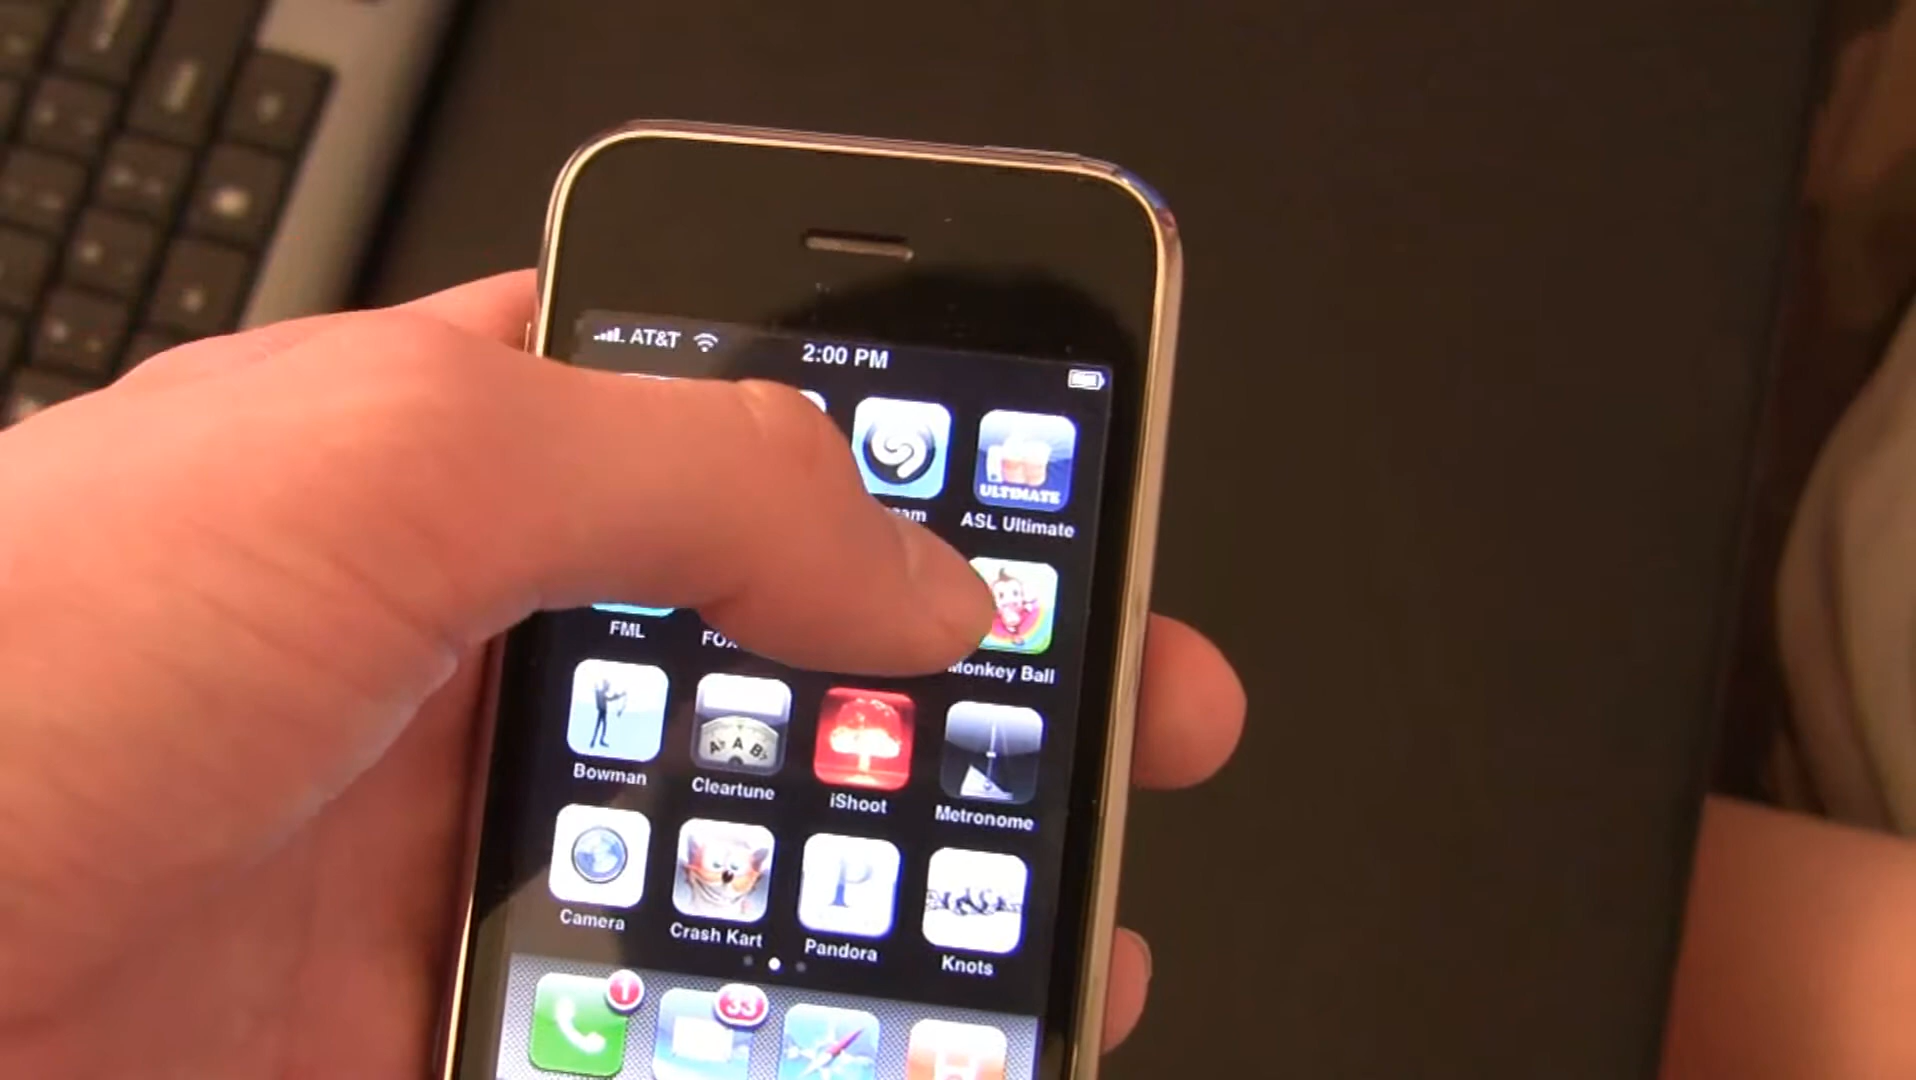 AT&T 2:00 PM
ULTIMATE
ASL Ultimate
FML
Monkey Ball
A B
Bowman Cleartune iShoot Metronome
P
Camera Crash Kart Pandora Knots
1 33